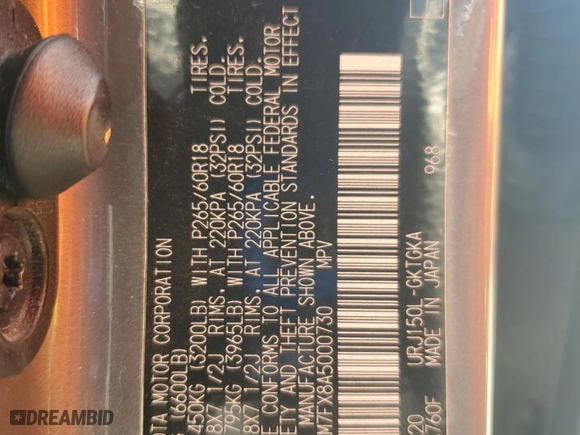 OTA MOTOR CORPORATION
(6600LB)
450KG (3200LB) WITH P265/60R18 TIRES.
8X7 1/2J RIMS, AT 220KPA (32PSI) COLD.
795KG (3965LB) WITH P265/60R18 TIRES.
8X7 1/2J RIMS, AT 220KPA (32PSI) COLD.
E CONFORMS TO ALL APPLICABLE FEDERAL MOTOR
ETY AND THEFT PREVENTION STANDARDS IN EFFECT
MANUFACTURE SHOWN ABOVE.
MFX8A5000730 MPV
20 URJ150L-GKTGKA
760F MADE IN JAPAN 968
DREAMBID